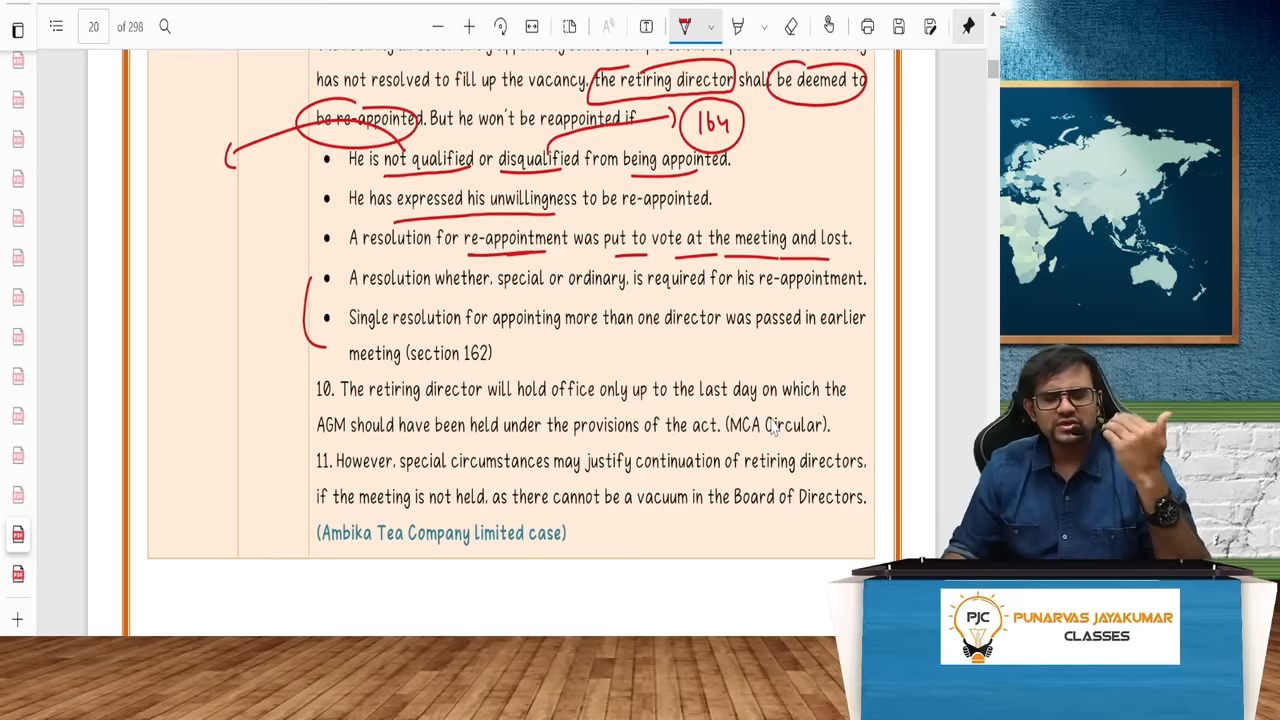 20 of 298
has not resolved to fill up the vacancy, the retiring director shall be deemed to
be re-appointed. But he won't be reappointed if
164
He is not qualified or disqualified from being appointed.
He has expressed his unwillingness to be re-appointed.
A resolution for re-appointment was put to vote at the meeting and lost.
A resolution whether, special or ordinary, is required for his re-appointment.
Single resolution for appointing more than one director was passed in earlier
meeting (section 162)
10. The retiring director will hold office only up to the last day on which the
AGM should have been held under the provisions of the act. (MCA Circular).
11. However, special circumstances may justify continuation of retiring directors,
if the meeting is not held, as there cannot be a vacuum in the Board of Directors.
(Ambika Tea Company limited case)
PJC PUNARVAS JAYAKUMAR
CLASSES